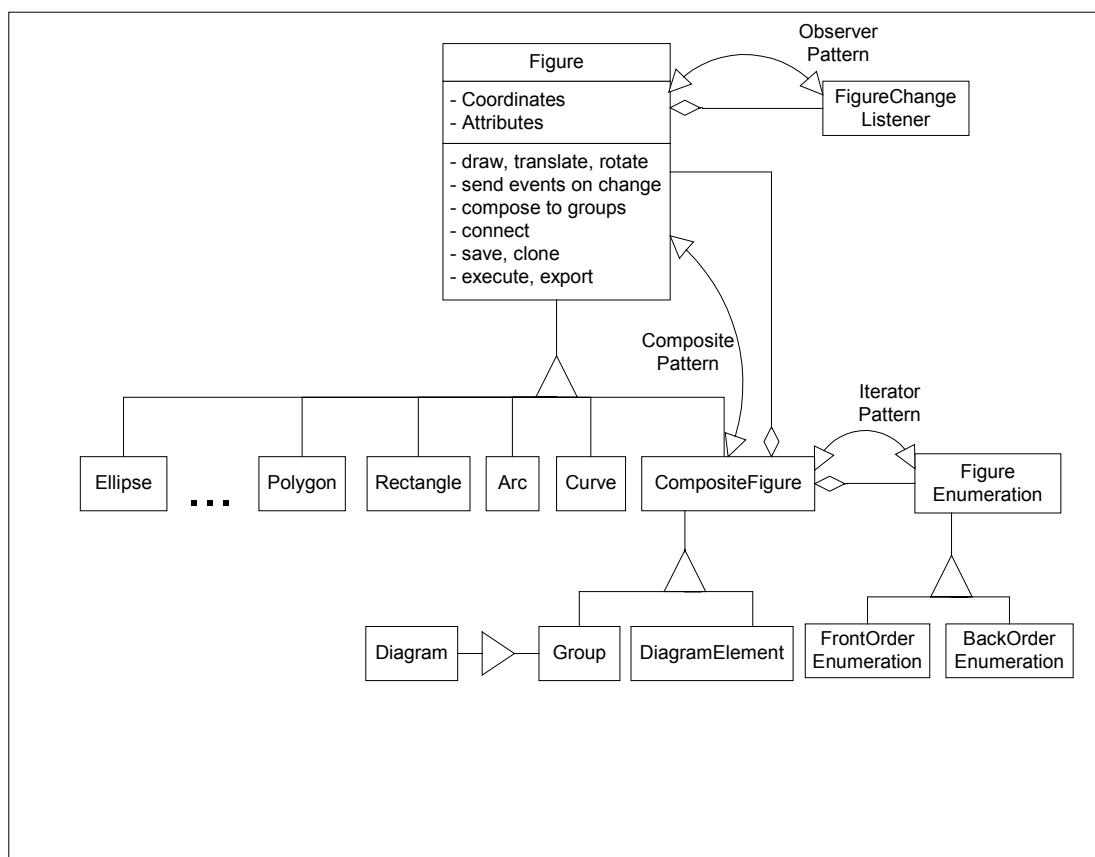 Observer
Pattern
Figure
FigureChange
Listener
- Coordinates
- Attributes
- draw, translate, rotate
- send events on change
- compose to groups
- connect
- save, clone
- execute, export
Composite
Pattern
Iterator
Pattern
Ellipse
...
Polygon
Rectangle
Arc
Curve
CompositeFigure
Figure
Enumeration
Diagram
Group
DiagramElement
FrontOrder
Enumeration
BackOrder
Enumeration